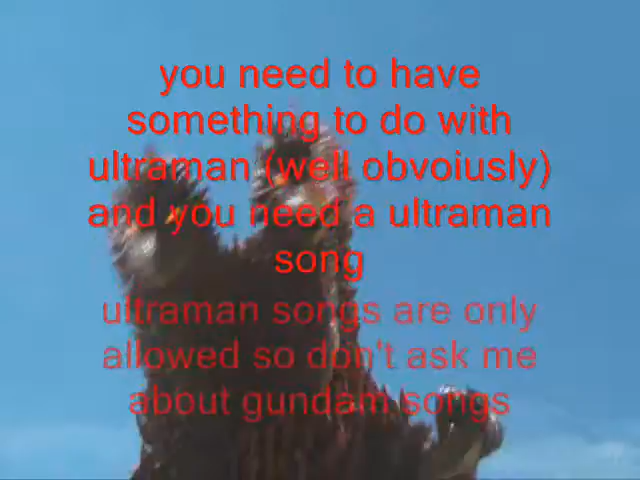 you need to have
something to do with
ultraman (well obvoiusly)
and you need a ultraman
song
ultraman songs are only
allowed so don't ask me
about gundam songs